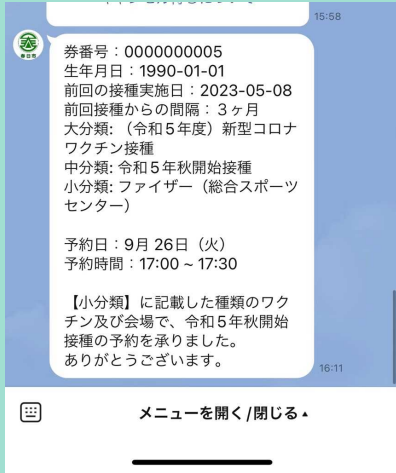 15:58
券番号：0000000005
生年月日：1990-01-01
前回の接種実施日：2023-05-08
前回接種からの間隔：３ヶ月
大分類: （令和５年度）新型コロナ
ワクチン接種
中分類: 令和５年秋開始接種
小分類: ファイザー（総合スポーツ
センター）
予約日：9月 26日（火）
予約時間：17:00 ~ 17:30
【小分類】に記載した種類のワク
チン及び会場で、令和５年秋開始
接種の予約を承りました。
ありがとうございます。
16:11
メニューを開く/閉じる▲